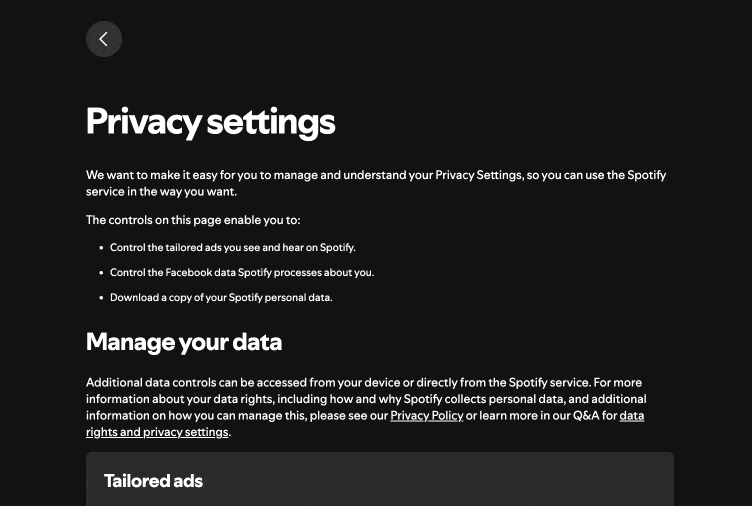 Privacy settings
We want to make it easy for you to manage and understand your Privacy Settings, so you can use the Spotify
service in the way you want.
The controls on this page enable you to:
• Control the tailored ads you see and hear on Spotify.
• Control the Facebook data Spotify processes about you.
• Download a copy of your Spotify personal data.
Manage your data
Additional data controls can be accessed from your device or directly from the Spotify service. For more
information about your data rights, including how and why Spotify collects personal data, and additional
information on how you can manage this, please see our Privacy Policy or learn more in our Q&A for data
rights and privacy settings.
Tailored ads